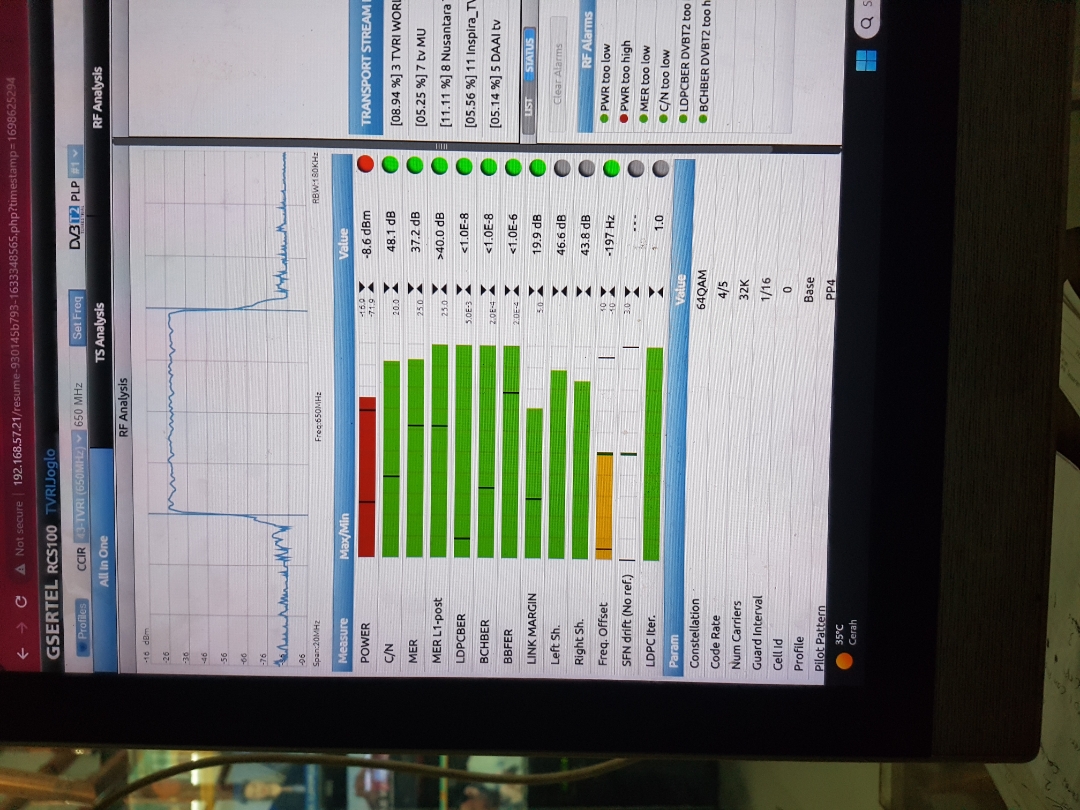 Not secure | 192.168.57.21/resume-930145b793-1633348565.php?timestamp=1698625294
GSERTEL RCS100 TVRIJoglo
Profiles CCIR 43-TVRI (650MHz) 650 MHz Set Freq DVB T2 PLP #1
All In One TS Analysis RF Analysis
RF Analysis
-16 dBm
-26
-36
-46
-56
-66
-76
-96
Span:20MHz Freq:650MHz RBW:180KHz
Measure Max/Min Value
POWER -16.0 -71.9 -8.6 dBm
C/N 20.0 48.1 dB
MER 25.0 37.2 dB
MER L1-post 25.0 >40.0 dB
LDPCBER 5.0E-3 <1.0E-8
BCHBER 2.0E-4 <1.0E-8
BBFER 2.0E-4 <1.0E-6
LINK MARGIN 5.0 19.9 dB
Left Sh. 46.6 dB
Right Sh. 43.8 dB
Freq. Offset 10 -10 -197 Hz
SFN drift (No ref.) 3.0 ---
LDPC Iter. 1.0
Param Value
Constellation 64QAM
Code Rate 4/5
Num Carriers 32K
Guard Interval 1/16
Cell Id 0
Profile Base
Pilot Pattern PP4
TRANSPORT STREAM
[08.94 %] 3 TVRI WORL
[05.25 %] 7 tv MU
[11.11 %] 8 Nusantara
[05.56 %] 11 Inspira_TV
[05.14 %] 5 DAAI tv
LIST STATUS
Clear Alarms
RF Alarms
PWR too low
PWR too high
MER too low
C/N too low
LDPCBER DVBT2 too
BCHBER DVBT2 too h
35°C
Cerah
S